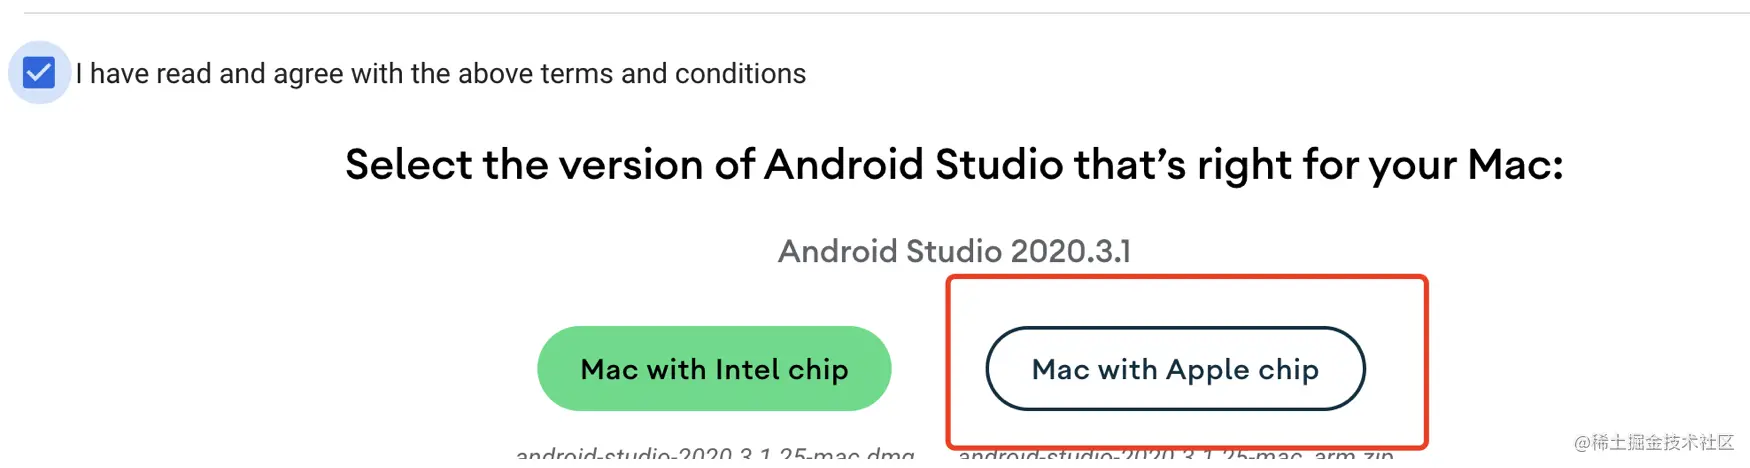 I have read and agree with the above terms and conditions
Select the version of Android Studio that's right for your Mac:
Android Studio 2020.3.1
Mac with Intel chip
Mac with Apple chip
android-studio-2020.3.1.25-mac.dmg
android-studio-2020.3.1.25-mac_arm.zip
@稀土掘金技术社区